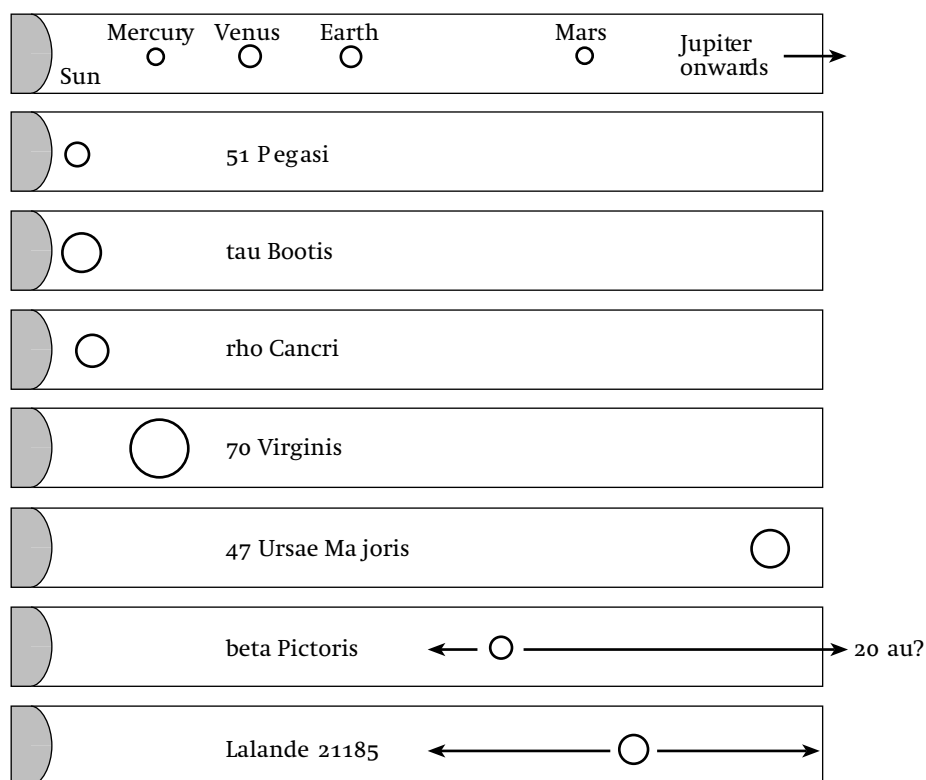 Mercury Venus Earth Mars
Jupiter
onwards
Sun
51 Pegasi
tau Bootis
rho Cancri
70 Virginis
47 Ursae Majoris
beta Pictoris
20 au?
Lalande 21185